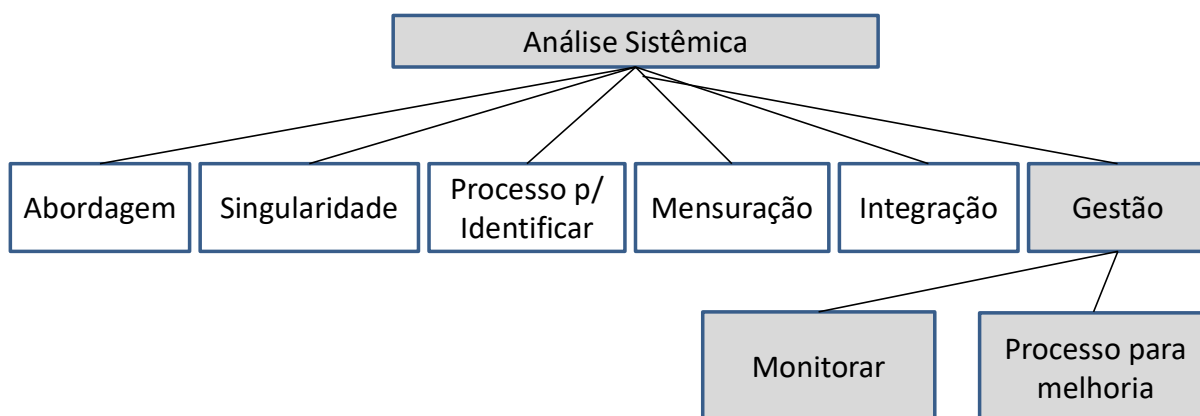 Análise Sistêmica
Abordagem
Singularidade
Processo p/
Identificar
Mensuração
Integração
Gestão
Monitorar
Processo para
melhoria